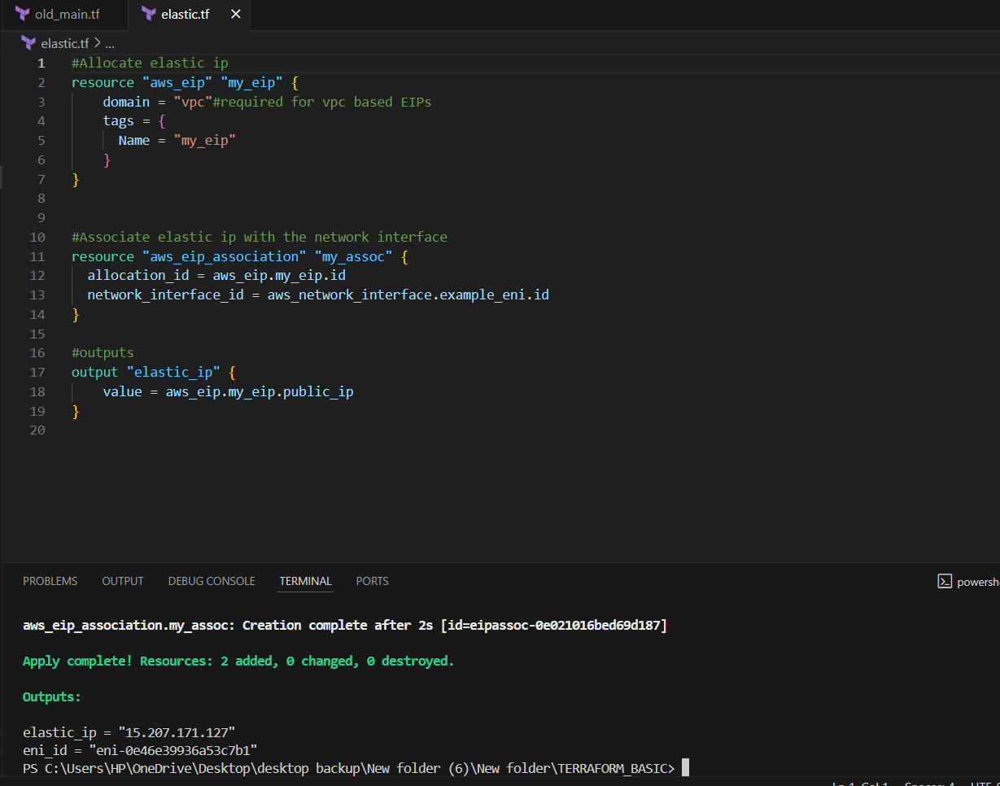 old_main.tf
elastic.tf
elastic.tf > ...
1 #Allocate elastic ip
2 resource "aws_eip" "my_eip" {
3 domain = "vpc"#required for vpc based EIPs
4 tags = {
5 Name = "my_eip"
6 }
7 }
8
9
10 #Associate elastic ip with the network interface
11 resource "aws_eip_association" "my_assoc" {
12 allocation_id = aws_eip.my_eip.id
13 network_interface_id = aws_network_interface.example_eni.id
14 }
15
16 #outputs
17 output "elastic_ip" {
18 value = aws_eip.my_eip.public_ip
19 }
20
PROBLEMS OUTPUT DEBUG CONSOLE TERMINAL PORTS
powersh
aws_eip_association.my_assoc: Creation complete after 2s [id=eipassoc-0e021016bed69d187]
Apply complete! Resources: 2 added, 0 changed, 0 destroyed.
Outputs:
elastic_ip = "15.207.171.127"
eni_id = "eni-0e46e39936a53c7b1"
PS C:\Users\HP\OneDrive\Desktop\desktop backup\New folder (6)\New folder\TERRAFORM_BASIC>